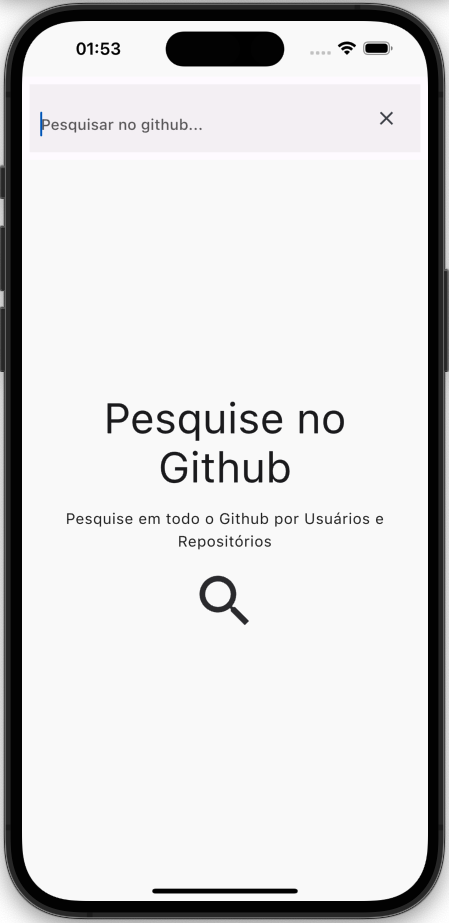 01:53
Pesquisar no github...
Pesquise no
Github
Pesquise em todo o Github por Usuários e
Repositórios